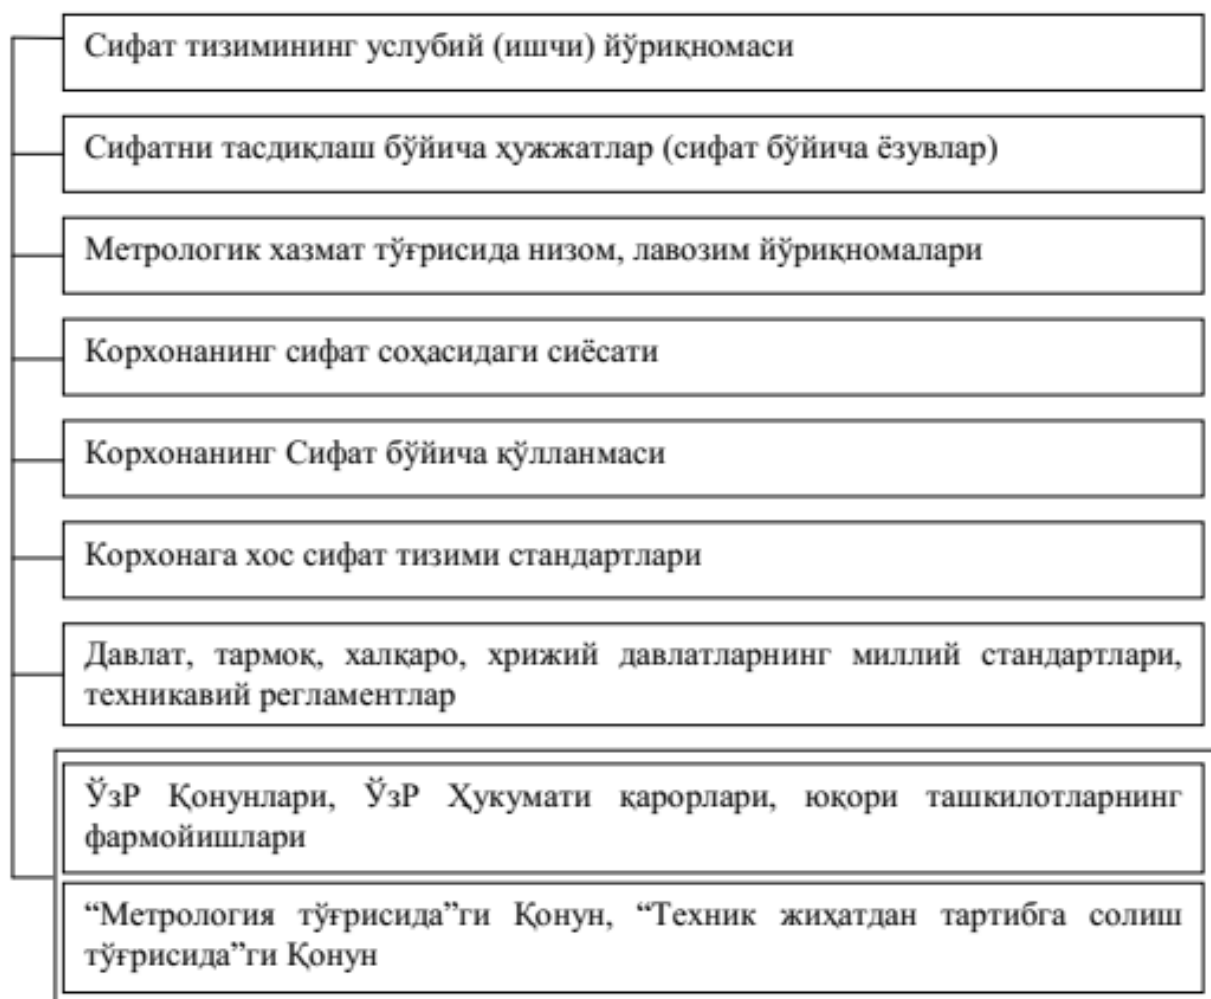 Сифат тизимининг услубий (ишчи) йўриқномаси
Сифатни тасдиқлаш бўйича ҳужжатлар (сифат бўйича ёзувлар)
Метрологик хазмат тўғрисида низом, лавозим йўриқномалари
Корхонанинг сифат соҳасидаги сиёсати
Корхонанинг Сифат бўйича қўлланмаси
Корхонага хос сифат тизими стандартлари
Давлат, тармоқ, халқаро, хрижий давлатларнинг миллий стандартлари,
техникавий регламентлар
ЎзР Қонунлари, ЎзР Ҳукумати қарорлари, юқори ташкилотларнинг
фармойишлари
“Метрология тўғрисида”ги Қонун, “Техник жиҳатдан тартибга солиш
тўғрисида”ги Қонун